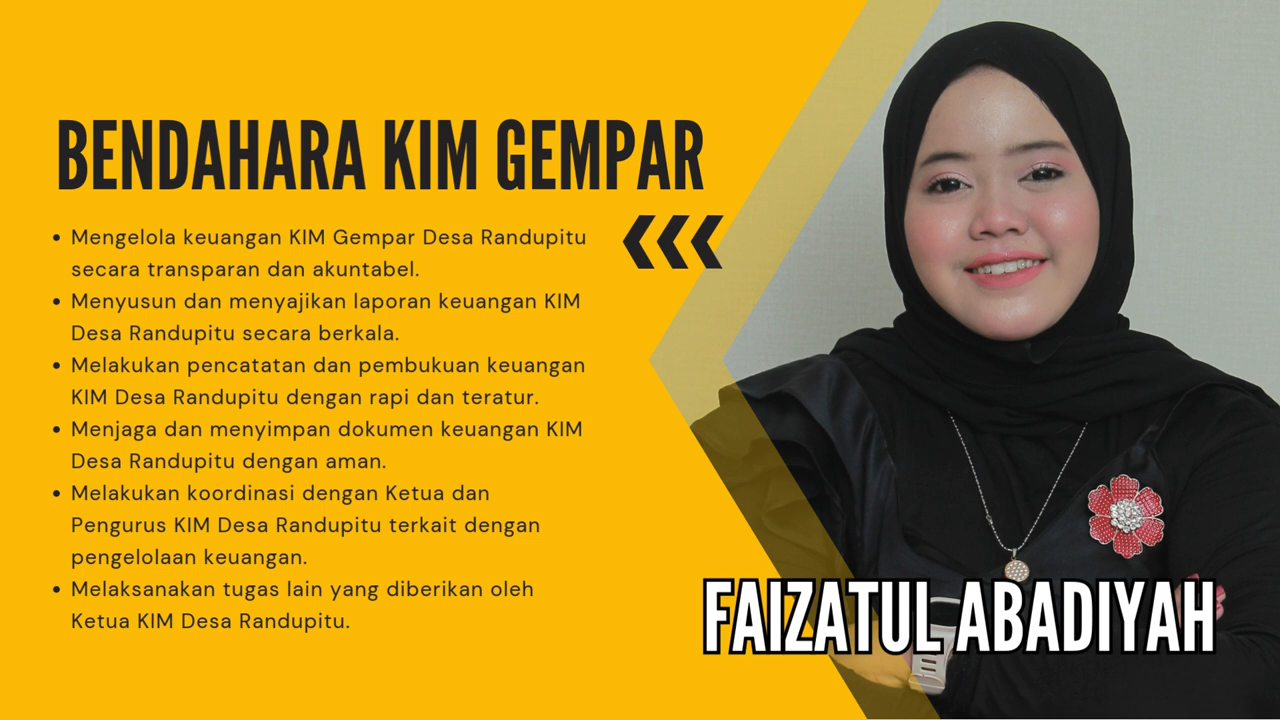 BENDAHARA KIM GEMPAR
• Mengelola keuangan KIM Gempar Desa Randupitu
secara transparan dan akuntabel.
• Menyusun dan menyajikan laporan keuangan KIM
Desa Randupitu secara berkala.
• Melakukan pencatatan dan pembukuan keuangan
KIM Desa Randupitu dengan rapi dan teratur.
• Menjaga dan menyimpan dokumen keuangan KIM
Desa Randupitu dengan aman.
• Melakukan koordinasi dengan Ketua dan
Pengurus KIM Desa Randupitu terkait dengan
pengelolaan keuangan.
• Melaksanakan tugas lain yang diberikan oleh
Ketua KIM Desa Randupitu.
FAIZATUL ABADIYAH